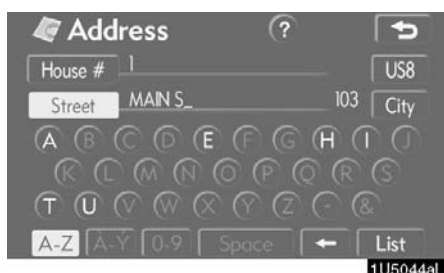 Address ?
House # 1 US8
Street MAIN S_ 103 City
A B C D E F G H I J
K L M N O P Q R S
T U V W X Y Z - &
A-Z À-Ý 0-9 Space ← List
1U5044aI